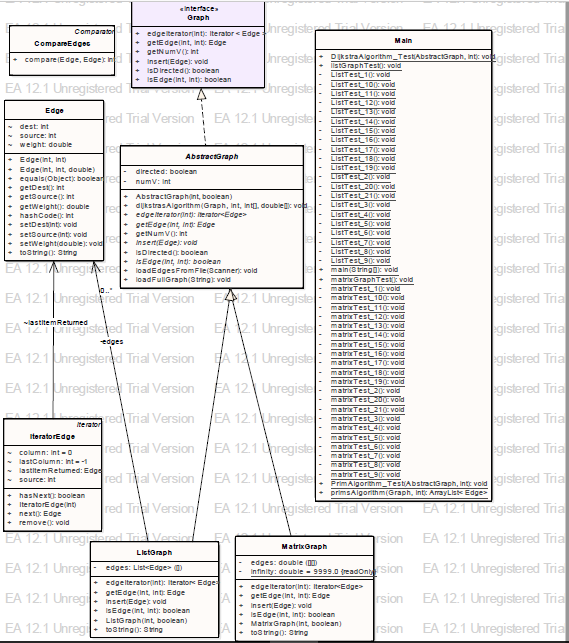 Comparator
CompareEdges
+ compare(Edge, Edge): int
«interface»
Graph
+ edgeIterator(int): Iterator < Edge >
+ getEdge(int, int): Edge
+ getNumV(): int
+ insert(Edge): void
+ isDirected(): boolean
+ isEdge(int, int): boolean
Main
+ DijkstraAlgorithm_Test(AbstractGraph, int): void
+ listGraphTest(): void
- ListTest_1(): void
- ListTest_10(): void
- ListTest_11(): void
- ListTest_12(): void
- ListTest_13(): void
- ListTest_14(): void
- ListTest_15(): void
- ListTest_16(): void
- ListTest_17(): void
- ListTest_18(): void
- ListTest_19(): void
- ListTest_2(): void
- ListTest_20(): void
- ListTest_21(): void
- ListTest_3(): void
- ListTest_4(): void
- ListTest_5(): void
- ListTest_6(): void
- ListTest_7(): void
- ListTest_8(): void
- ListTest_9(): void
+ main(String[]): void
+ matrixGraphTest(): void
- matrixTest_1(): void
- matrixTest_10(): void
- matrixTest_11(): void
- matrixTest_12(): void
- matrixTest_13(): void
- matrixTest_14(): void
- matrixTest_15(): void
- matrixTest_16(): void
- matrixTest_17(): void
- matrixTest_18(): void
- matrixTest_19(): void
- matrixTest_2(): void
- matrixTest_20(): void
- matrixTest_21(): void
- matrixTest_3(): void
- matrixTest_4(): void
- matrixTest_5(): void
- matrixTest_6(): void
- matrixTest_7(): void
- matrixTest_8(): void
- matrixTest_9(): void
+ PrimAlgorithm_Test(AbstractGraph, int): void
+ primsAlgorithm(Graph, int): ArrayList< Edge>
Edge
~ dest: int
~ source: int
~ weight: double
+ Edge(int, int)
+ Edge(int, int, double)
+ equals(Object): boolean
+ getDest(): int
+ getSource(): int
+ getWeight(): double
+ hashCode(): int
+ setDest(int): void
+ setSource(int): void
+ setWeight(double): void
+ toString(): String
AbstractGraph
- directed: boolean
- numV: int
+ AbstractGraph(int, boolean)
+ dijkstrasAlgorithm(Graph, int, int[], double[]): void
+ edgeIterator(int): Iterator<Edge>
+ getEdge(int, int): Edge
+ getNumV(): int
+ insert(Edge): void
+ isDirected(): boolean
+ isEdge(int, int): boolean
+ loadEdgesFromFile(Scanner): void
+ loadFullGraph(String): void
0..*
~lastItemReturned
-edges
Iterator
IteratorEdge
~ column: int = 0
~ lastColumn: int = -1
~ lastItemReturned: Edge
~ source: int
+ hasNext(): boolean
+ IteratorEdge(int)
+ next(): Edge
+ remove(): void
ListGraph
- edges: List<Edge> ([])
+ edgeIterator(int): Iterator< Edge>
+ getEdge(int, int): Edge
+ insert(Edge): void
+ isEdge(int, int): boolean
+ ListGraph(int, boolean)
+ toString(): String
MatrixGraph
- edges: double ([][])
- infinity: double = 9999.0 {readOnly}
+ edgeIterator(int): Iterator<Edge>
+ getEdge(int, int): Edge
+ insert(Edge): void
+ isEdge(int, int): boolean
+ MatrixGraph(int, boolean)
+ toString(): String